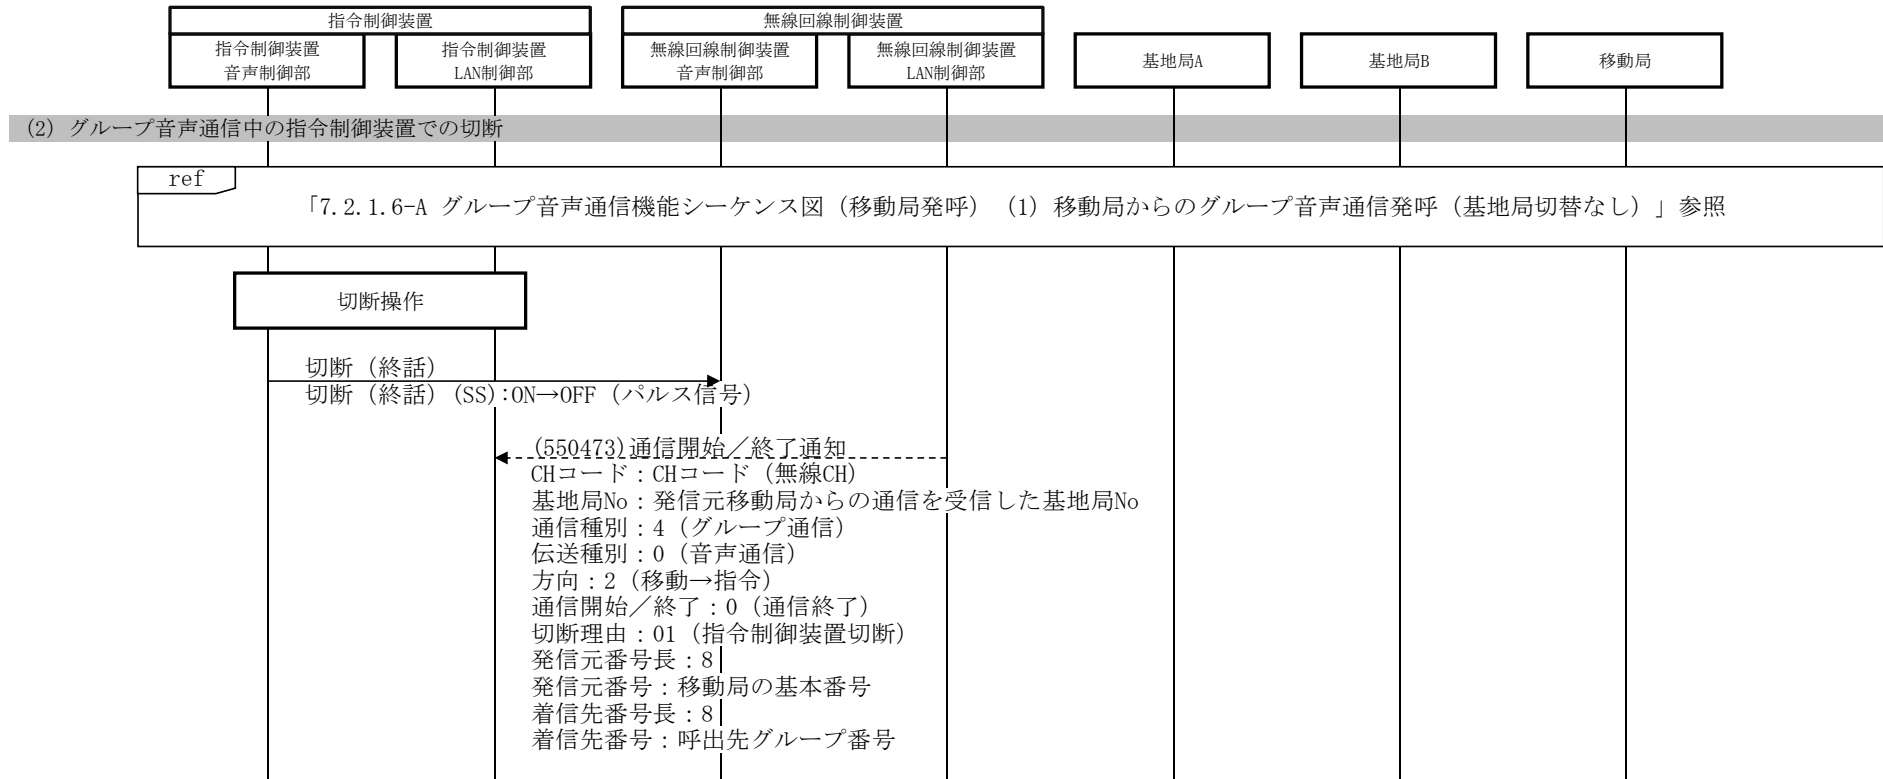 指令制御装置
無線回線制御装置
指令制御装置
音声制御部
指令制御装置
LAN制御部
無線回線制御装置
音声制御部
無線回線制御装置
LAN制御部
基地局A
基地局B
移動局
(2) グループ音声通信中の指令制御装置での切断
ref
「7.2.1.6-A グループ音声通信機能シーケンス図（移動局発呼）（1）移動局からのグループ音声通信発呼（基地局切替なし）」参照
切断操作
切断（終話）
切断（終話）(SS):ON→OFF（パルス信号）
(550473)通信開始／終了通知
CHコード：CHコード（無線CH）
基地局No：発信元移動局からの通信を受信した基地局No
通信種別：4（グループ通信）
伝送種別：0（音声通信）
方向：2（移動→指令）
通信開始／終了：0（通信終了）
切断理由：01（指令制御装置切断）
発信元番号長：8
発信元番号：移動局の基本番号
着信先番号長：8
着信先番号：呼出先グループ番号